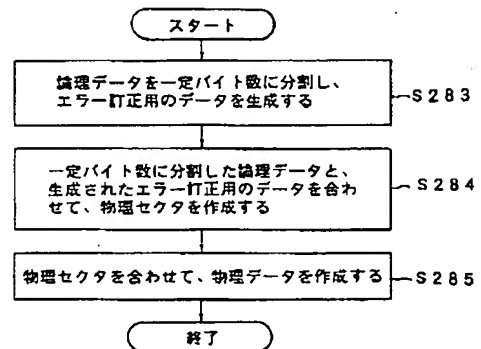 スタート
論理データを一定バイト数に分割し、
エラー訂正用のデータを生成する
S283
一定バイト数に分割した論理データと、
生成されたエラー訂正用のデータを合わ
せて、物理セクタを作成する
S284
物理セクタを合わせて、物理データを作成する
S285
終了